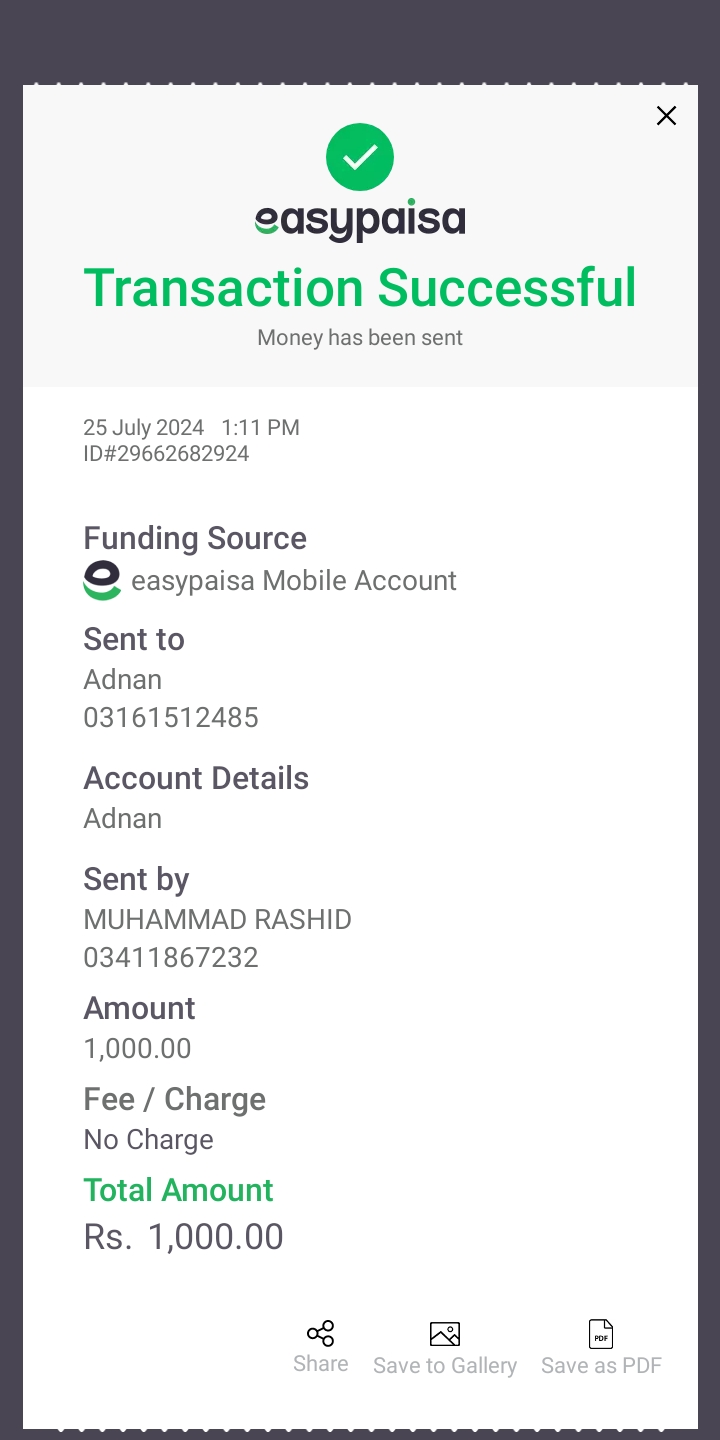 easypaisa
Transaction Successful
Money has been sent
25 July 2024 1:11 PM
ID#29662682924
Funding Source
easypaisa Mobile Account
Sent to
Adnan
03161512485
Account Details
Adnan
Sent by
MUHAMMAD RASHID
03411867232
Amount
1,000.00
Fee / Charge
No Charge
Total Amount
Rs. 1,000.00
PDF
Share Save to Gallery Save as PDF